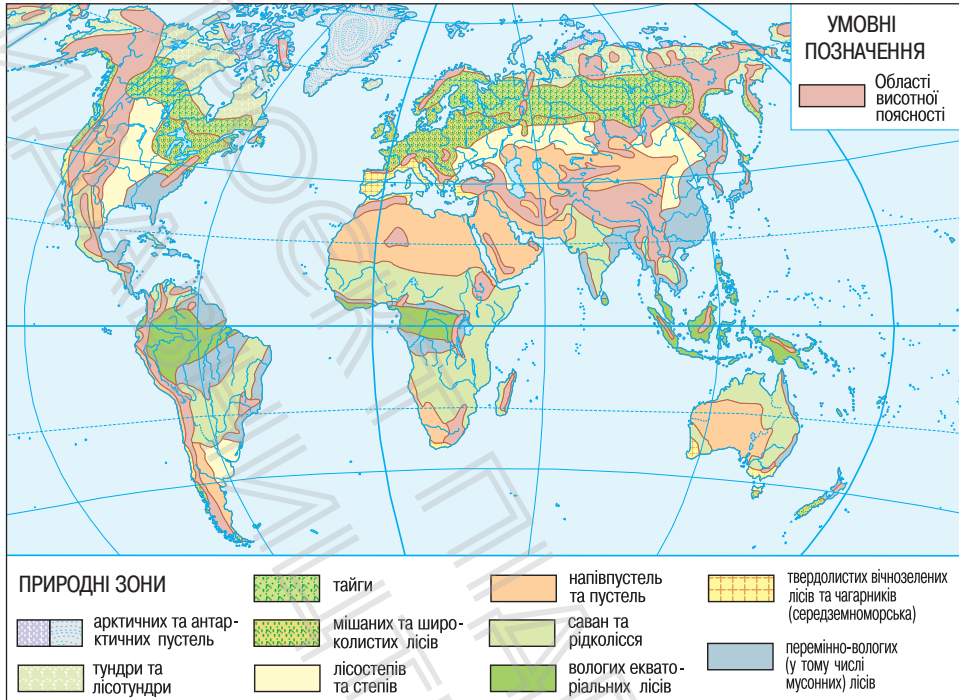 УМОВНІ
ПОЗНАЧЕННЯ
Області
висотної
поясності
ПРИРОДНІ ЗОНИ
арктичних та антар-
ктичних пустель
тундри та
лісотундри
тайги
мішаних та широ-
колистих лісів
лісостепів
та степів
напівпустель
та пустель
саван та
рідколісся
вологих еквато-
ріальних лісів
твердолистих вічнозелених
лісів та чагарників
(середземноморська)
перемінно-вологих
(у тому числі
мусонних) лісів